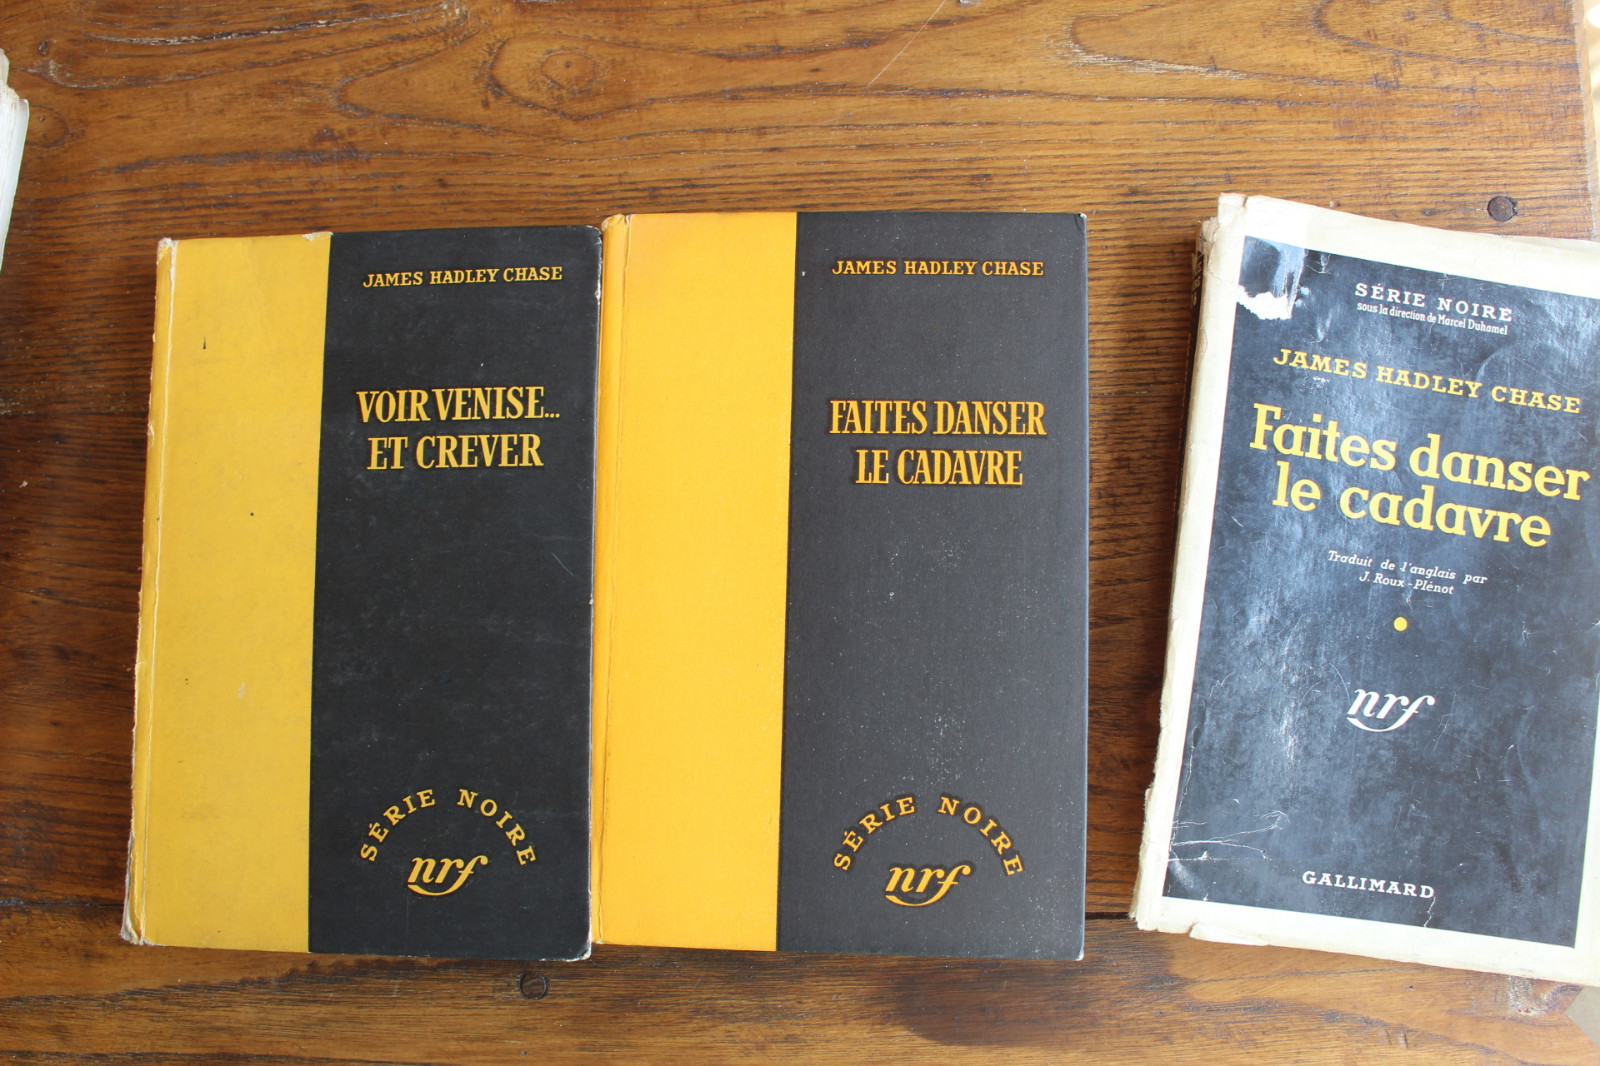 JAMES HADLEY CHASE
VOIR VENISE...
ET CREVER
SÉRIE NOIRE
nrf
JAMES HADLEY CHASE
FAITES DANSER
LE CADAVRE
SÉRIE NOIRE
nrf
SÉRIE NOIRE
sous la direction de Marcel Duhamel
JAMES HADLEY CHASE
Faites danser
le cadavre
Traduit de l'anglais par
J. Roux-Plénot
nrf
GALLIMARD